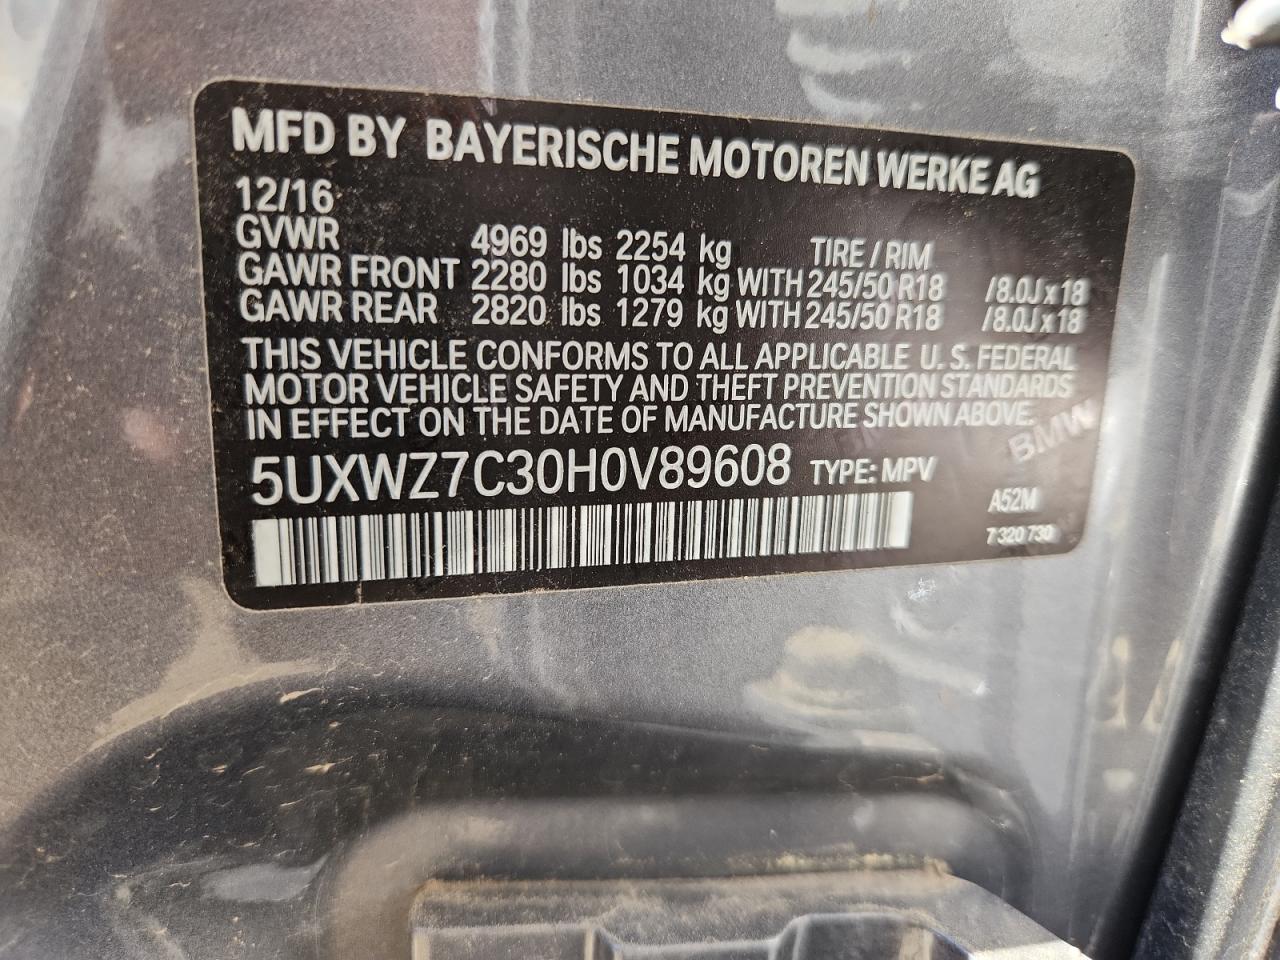 MFD BY BAYERISCHE MOTOREN WERKE AG
12/16
GVWR 4969 lbs 2254 kg TIRE / RIM
GAWR FRONT 2280 lbs 1034 kg WITH 245/50 R18 /8.0J x 18
GAWR REAR 2820 lbs 1279 kg WITH 245/50 R18 /8.0J x 18
THIS VEHICLE CONFORMS TO ALL APPLICABLE U.S. FEDERAL
MOTOR VEHICLE SAFETY AND THEFT PREVENTION STANDARDS
IN EFFECT ON THE DATE OF MANUFACTURE SHOWN ABOVE.
BMW
5UXWZ7C30H0V89608 TYPE: MPV
A52M
7 320 730